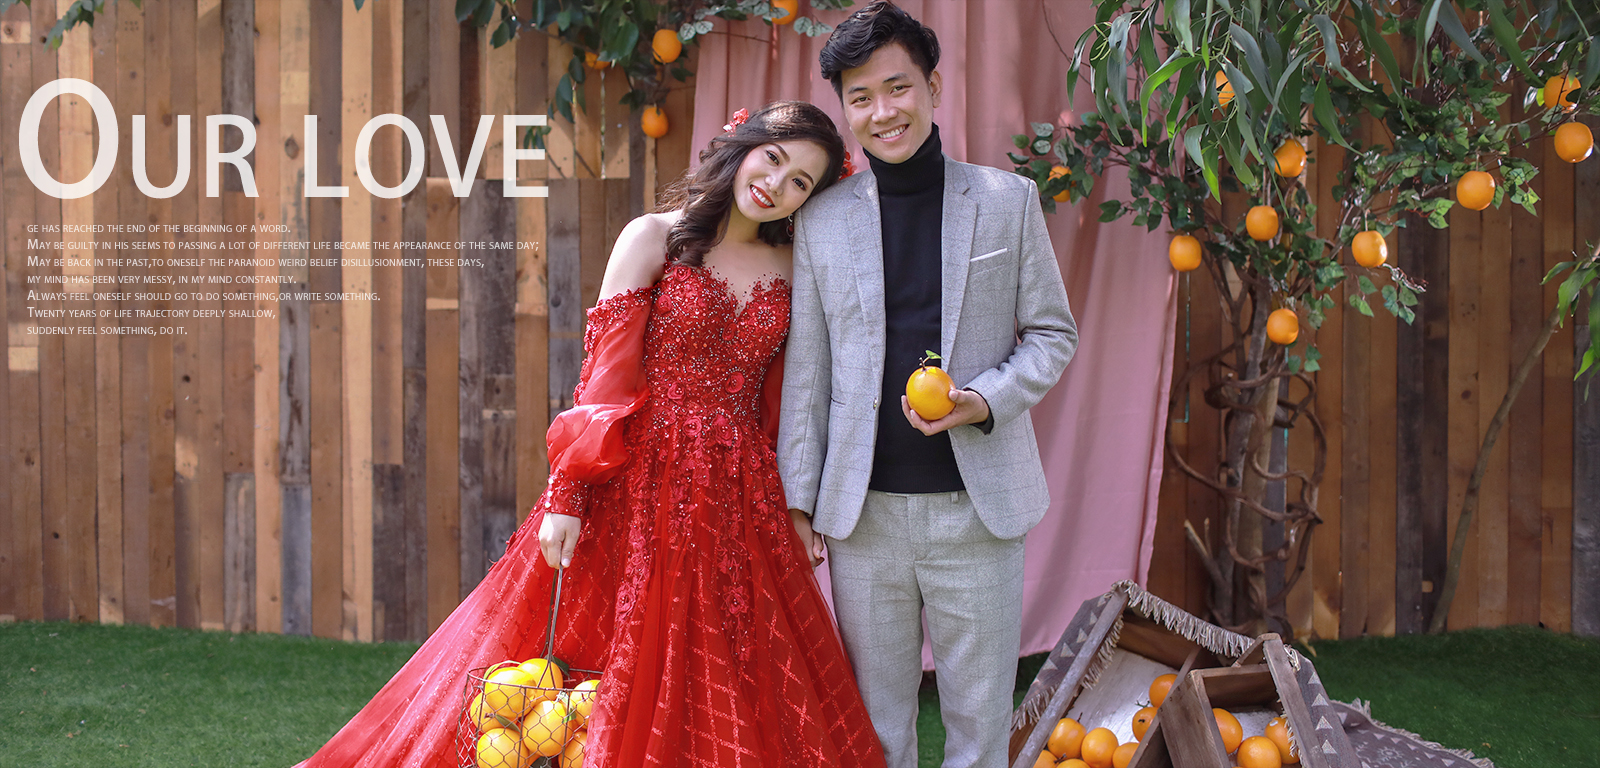 OUR LOVE
GE HAS REACHED THE END OF THE BEGINNING OF A WORD.
MAY BE GUILTY IN HIS SEEMS TO PASSING A LOT OF DIFFERENT LIFE BECAME THE APPEARANCE OF THE SAME DAY;
MAY BE BACK IN THE PAST,TO ONESELF THE PARANOID WEIRD BELIEF DISILLUSIONMENT, THESE DAYS,
MY MIND HAS BEEN VERY MESSY, IN MY MIND CONSTANTLY.
ALWAYS FEEL ONESELF SHOULD GO TO DO SOMETHING,OR WRITE SOMETHING.
TWENTY YEARS OF LIFE TRAJECTORY DEEPLY SHALLOW,
SUDDENLY FEEL SOMETHING, DO IT.